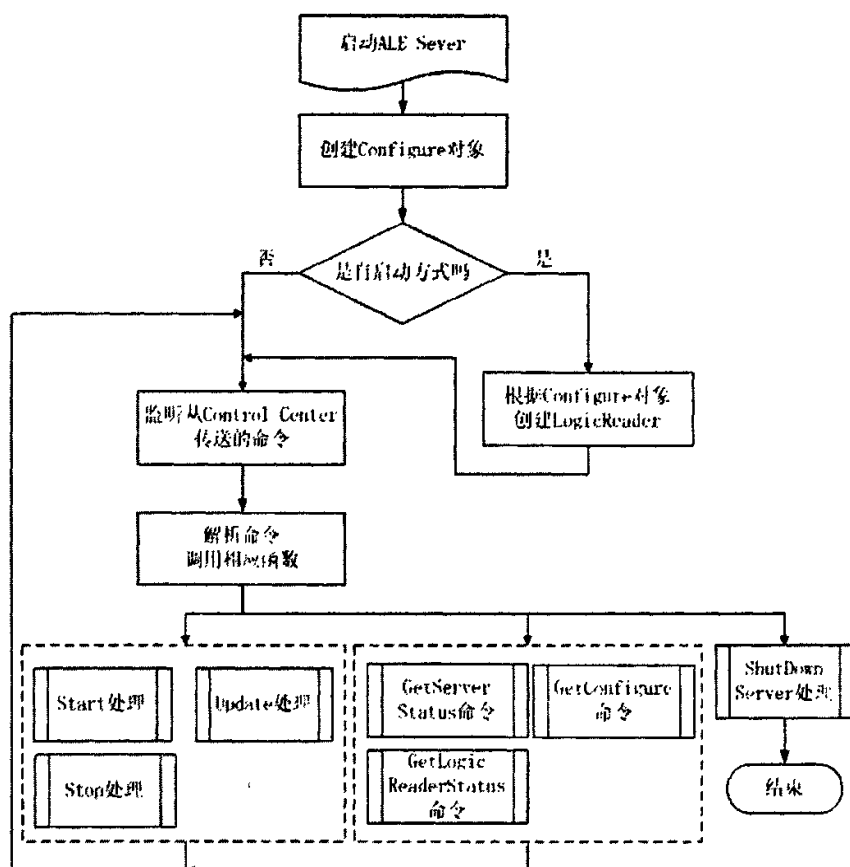 启动ALE Sever
创建Configure对象
是自启动方式吗
否
是
监听从Control Center
传送的命令
根据Configure对象
创建LogicReader
解析命令
调用相应函数
Start处理
Update处理
Stop处理
GetServer
Status命令
GetConfigure
命令
GetLogic
ReaderStatus
命令
ShutDown
Server处理
结束